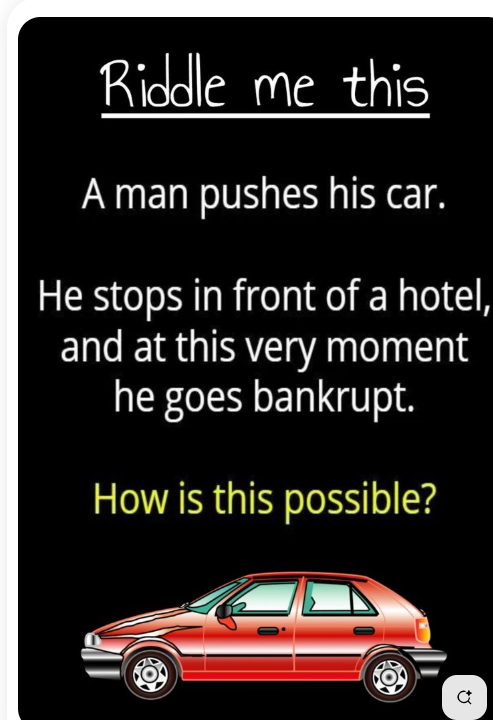 Riddle me this
A man pushes his car.
He stops in front of a hotel,
and at this very moment
he goes bankrupt.
How is this possible?